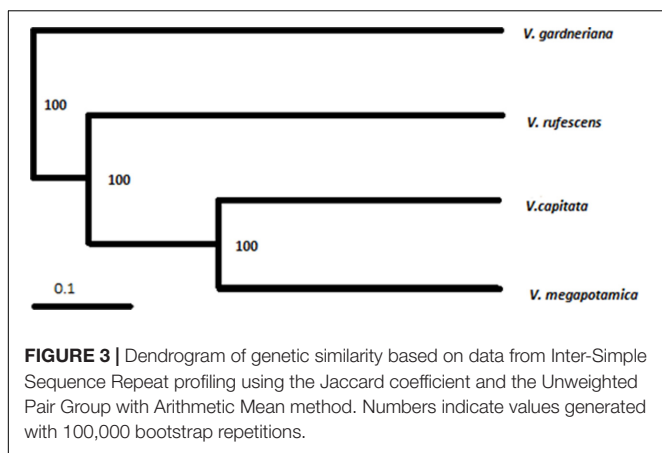 V. gardneriana
100
V. rufescens
100
V.capitata
100
0.1
V. megapotamica
FIGURE 3 | Dendrogram of genetic similarity based on data from Inter-Simple
Sequence Repeat profiling using the Jaccard coefficient and the Unweighted
Pair Group with Arithmetic Mean method. Numbers indicate values generated
with 100,000 bootstrap repetitions.